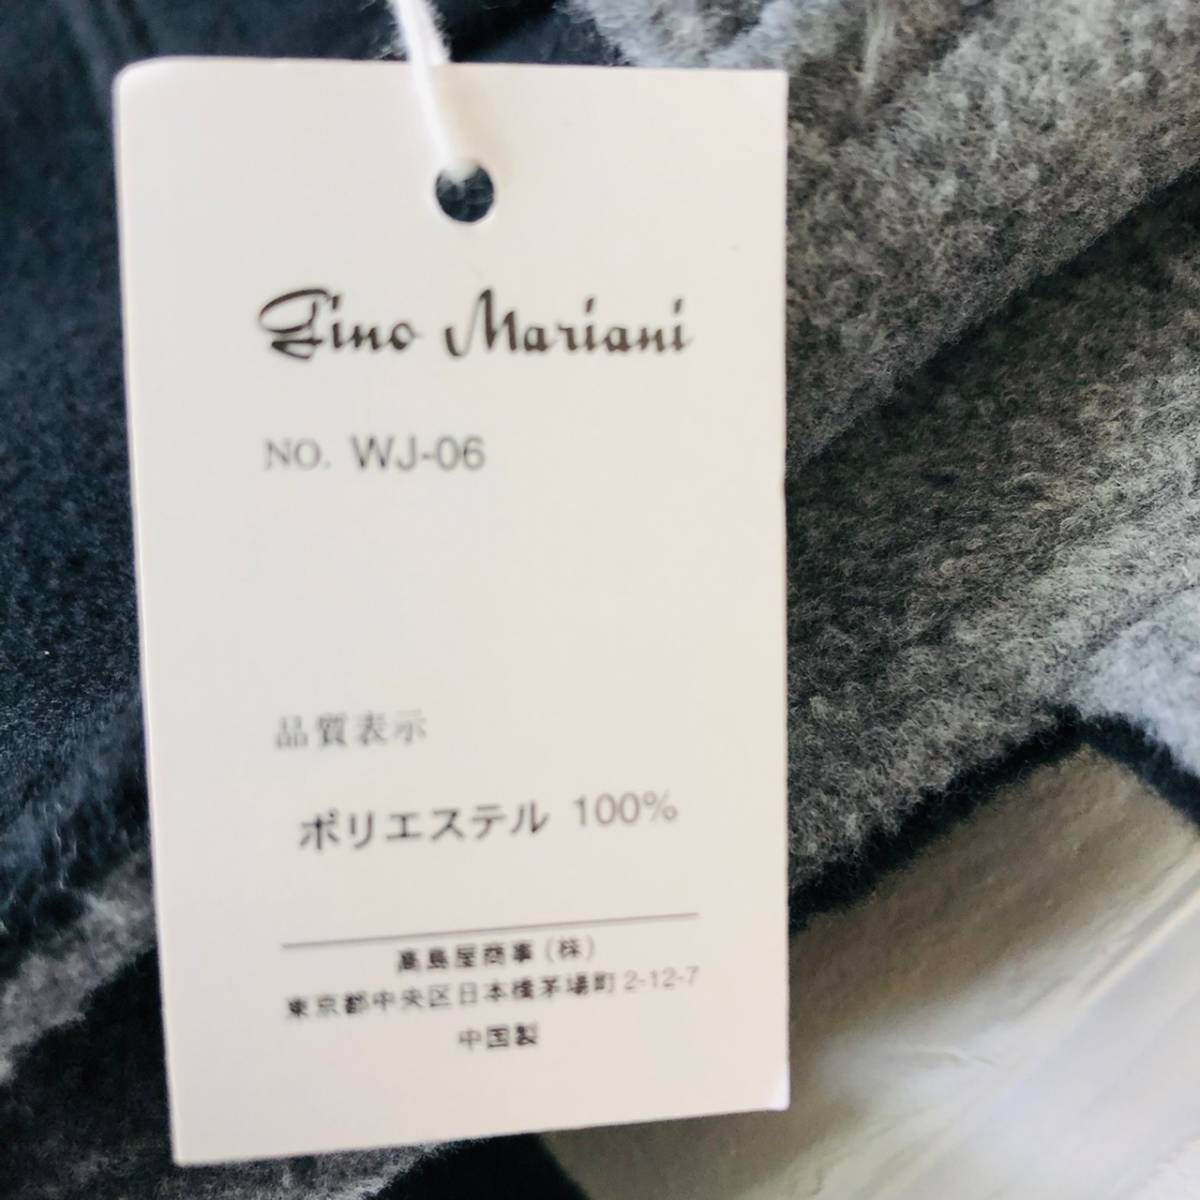 Gino Mariani
NO. WJ-06
品質表示
ポリエステル 100%
髙島屋商事(株)
東京都中央区日本橋茅場町2-12-7
中国製